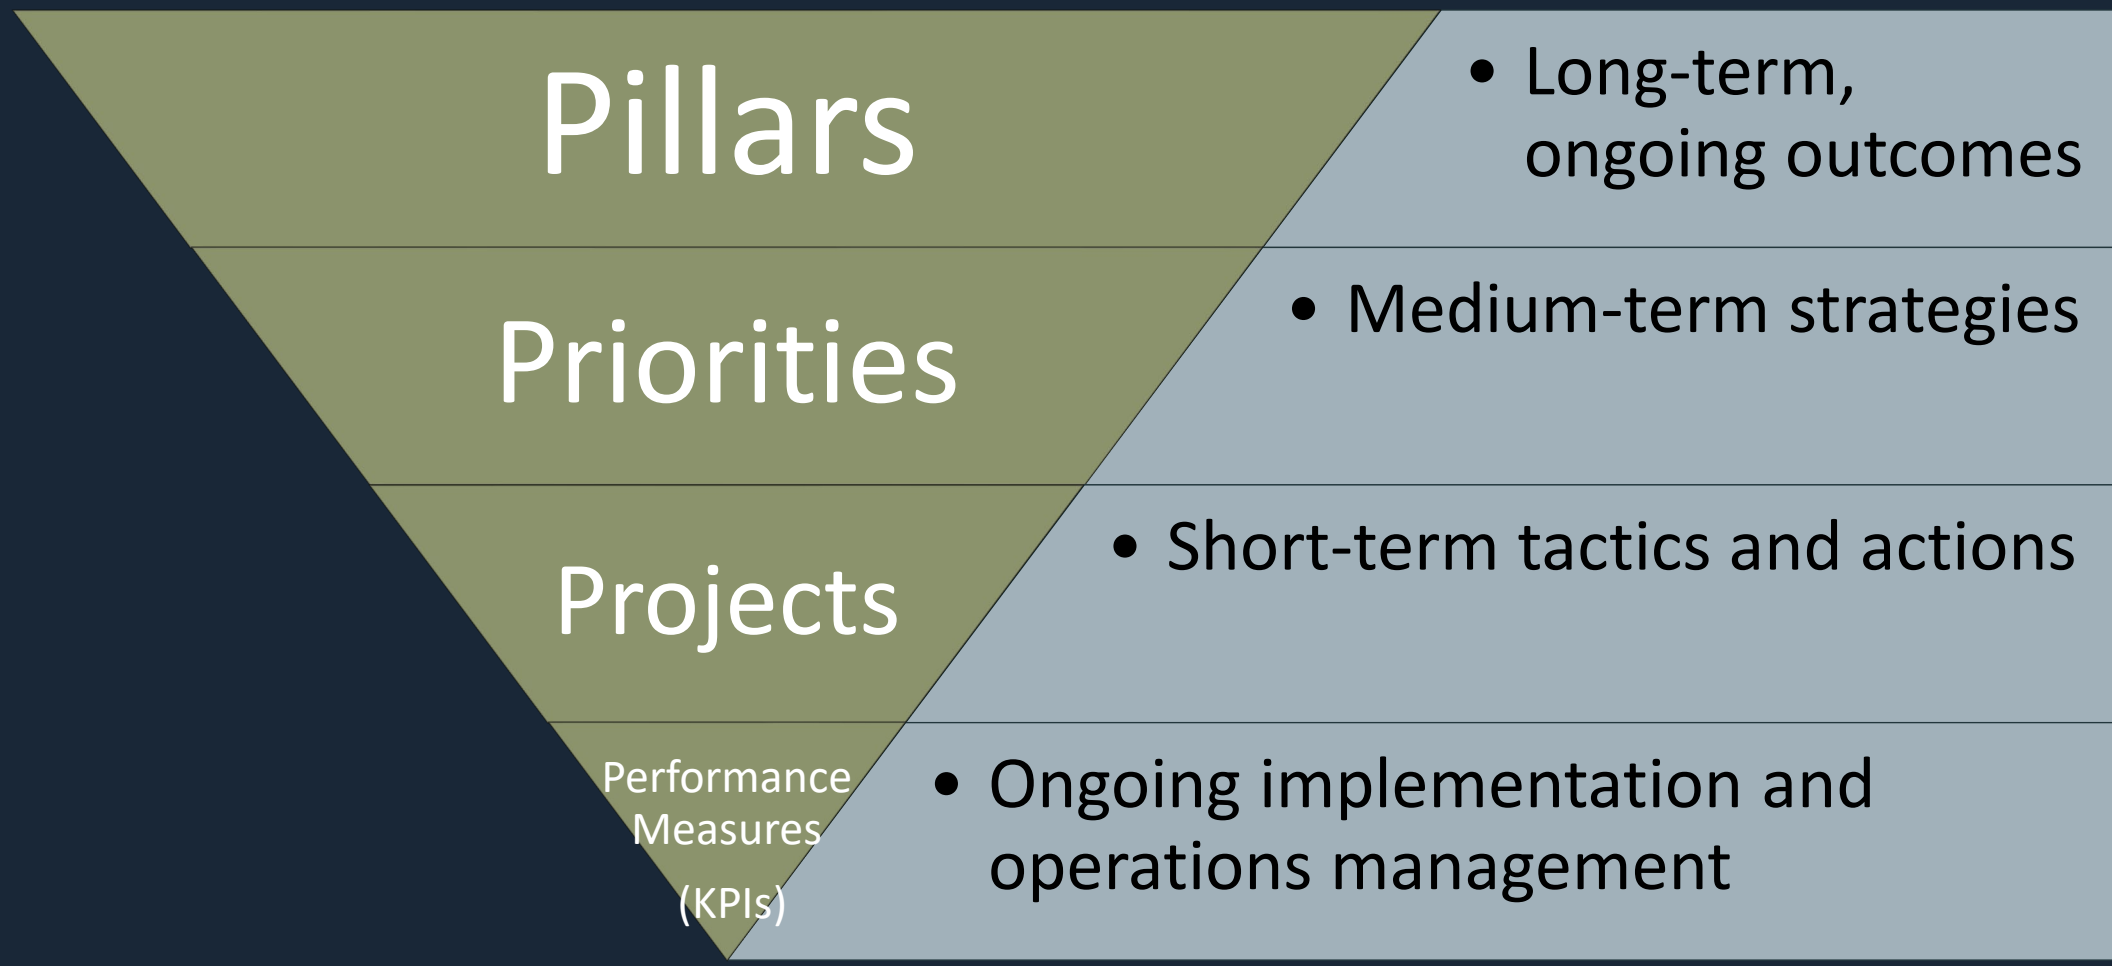 Pillars
• Long-term,
ongoing outcomes
Priorities
• Medium-term strategies
Projects
• Short-term tactics and actions
Performance
Measures
(KPIs)
• Ongoing implementation and
operations management